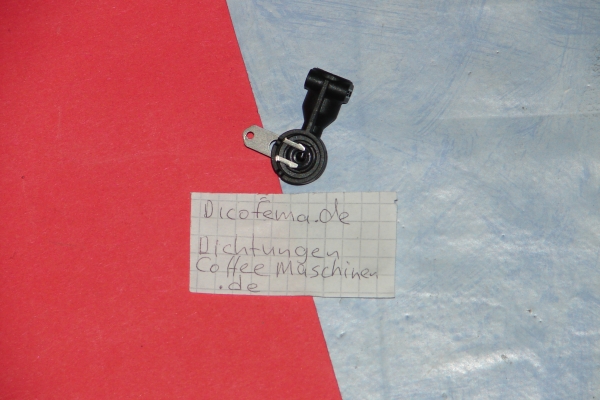 Dicofema.de
Dichtungen
Coffee Maschinen
.de